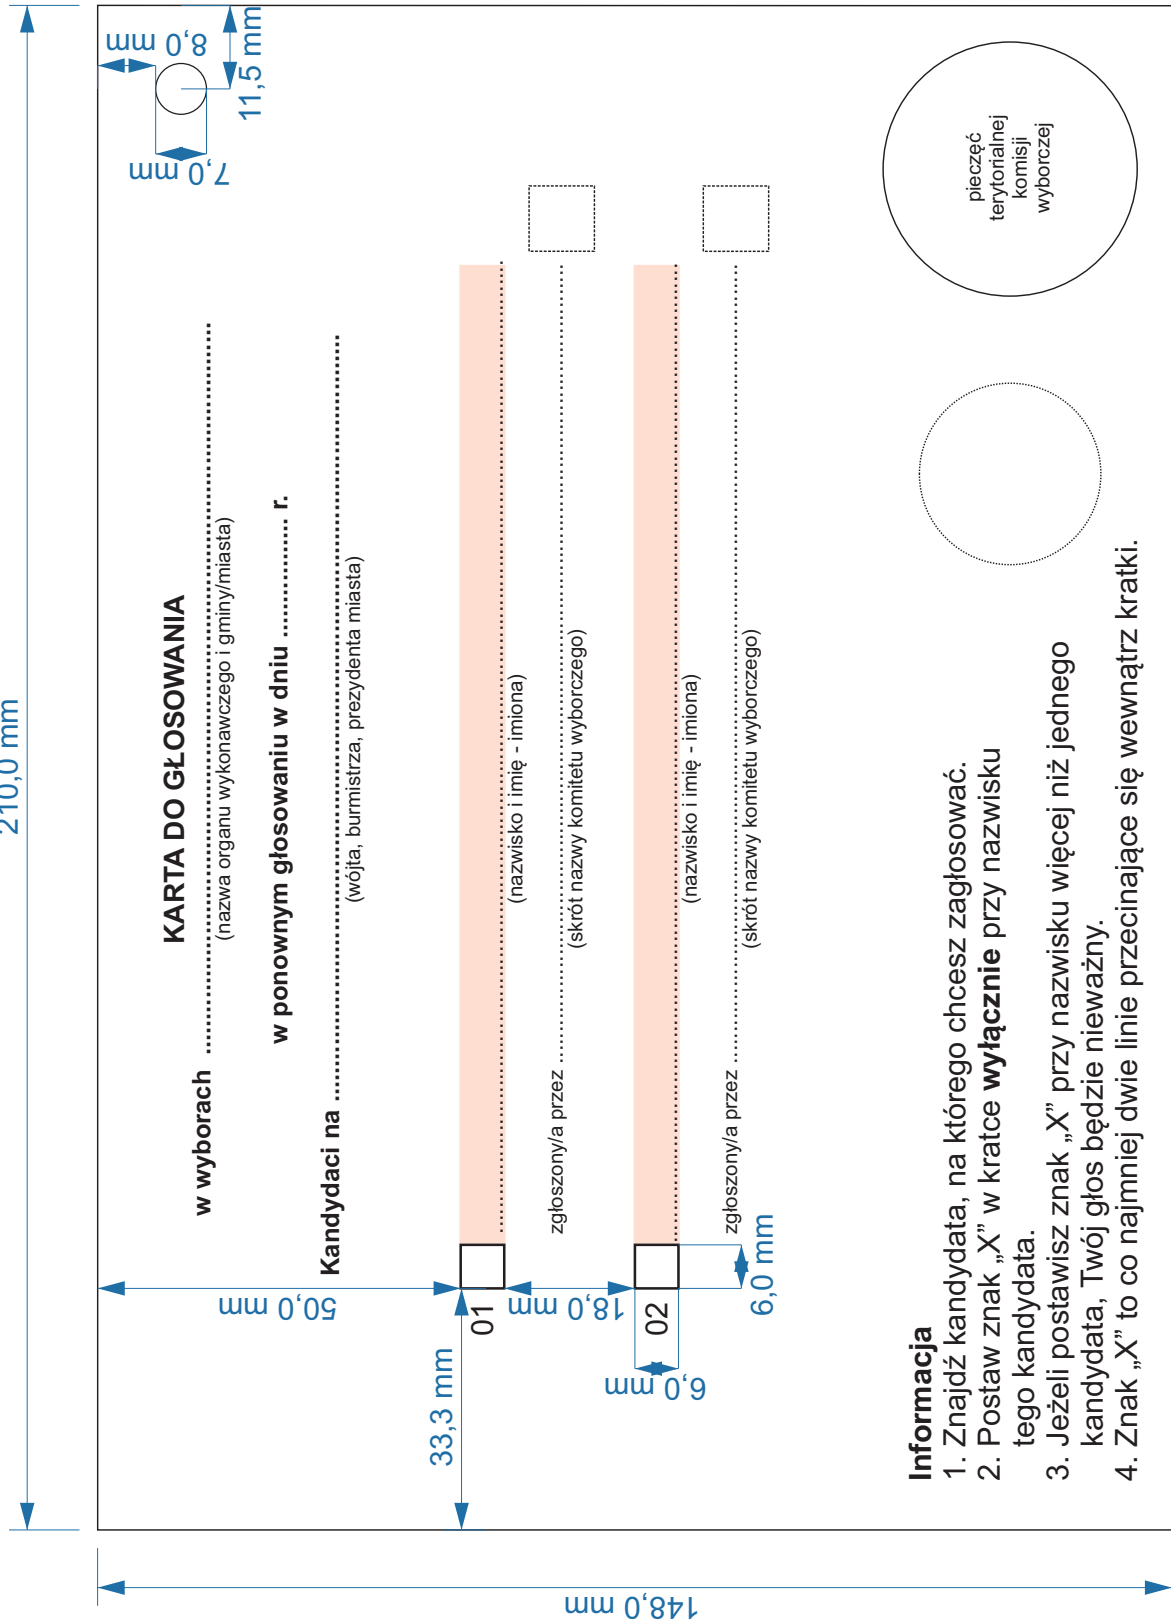 210,0 mm
148,0 mm
8,0 mm
7,0 mm
11,5 mm
KARTA DO GŁOSOWANIA
w wyborach ................................................................
(nazwa organu wykonawczego i gminy/miasta)
w ponownym głosowaniu w dniu ............. r.
Kandydaci na ................................................................
(wójta, burmistrza, prezydenta miasta)
50,0 mm
33,3 mm
01
................................................................
(nazwisko i imię - imiona)
zgłoszony/a przez ................................................................
(skrót nazwy komitetu wyborczego)
18,0 mm
02
................................................................
(nazwisko i imię - imiona)
zgłoszony/a przez ................................................................
(skrót nazwy komitetu wyborczego)
6,0 mm
6,0 mm
Informacja
1. Znajdź kandydata, na którego chcesz zagłosować.
2. Postaw znak „X” w kratce wyłącznie przy nazwisku
tego kandydata.
3. Jeżeli postawisz znak „X” przy nazwisku więcej niż jednego
kandydata, Twój głos będzie nieważny.
4. Znak „X” to co najmniej dwie linie przecinające się wewnątrz kratki.
pieczęć
terytorialnej
komisji
wyborczej